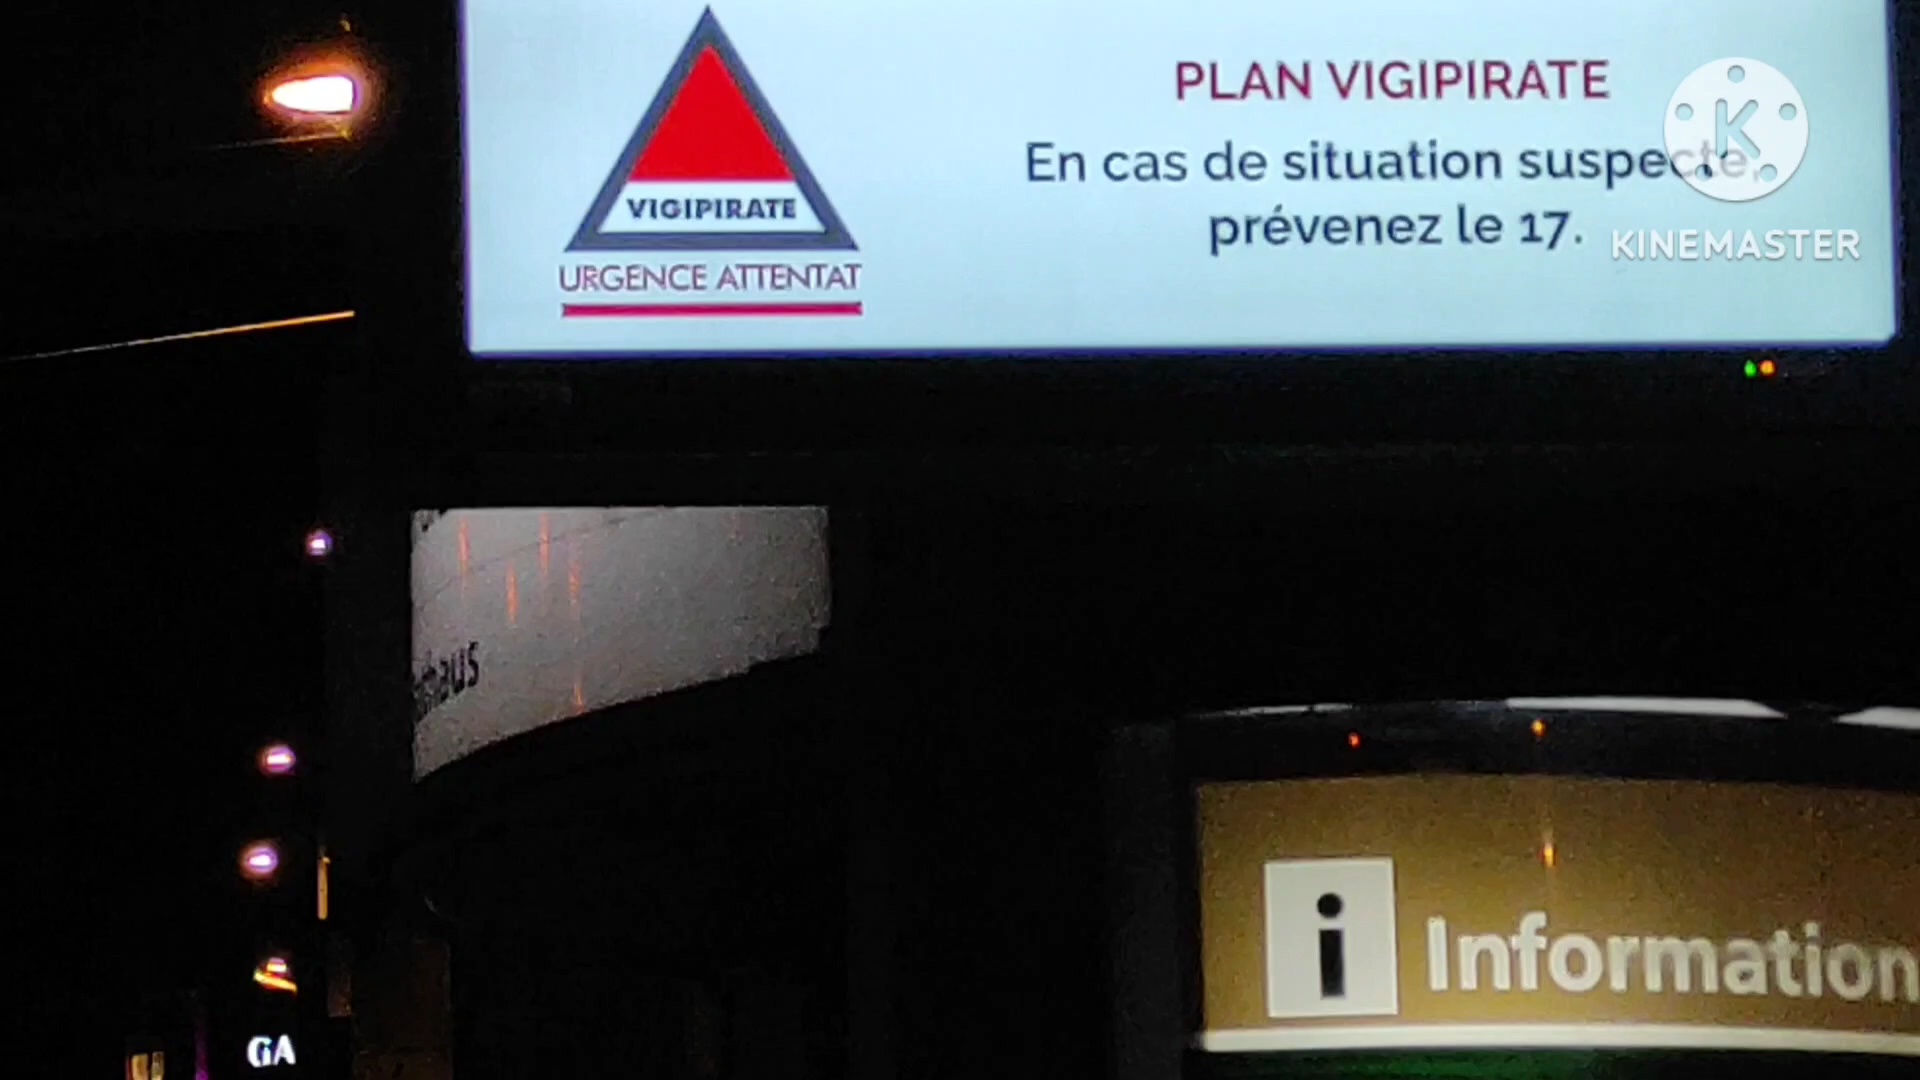 PLAN VIGIPIRATE
En cas de situation suspecte,
prévenez le 17.
VIGIPIRATE
URGENCE ATTENTAT
K
KINEMASTER
i
Information
GA